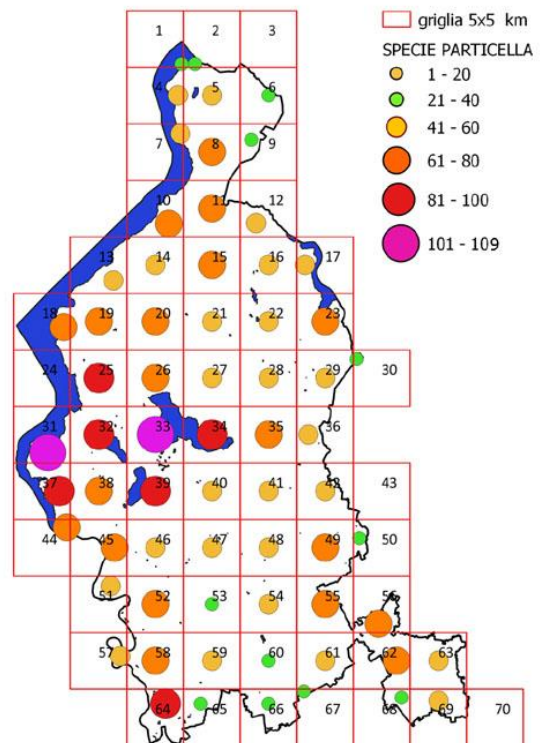 griglia 5x5 km
SPECIE PARTICELLA
1 - 20
21 - 40
41 - 60
61 - 80
81 - 100
101 - 109
1 2 3
4 5 6
7 8 9
10 11 12
13 14 15 16 17
18 19 20 21 22 23
24 25 26 27 28 29 30
31 32 33 34 35 36
37 38 39 40 41 42 43
44 45 46 47 48 49 50
51 52 53 54 55 56
57 58 59 60 61 62 63
64 65 66 67 68 69 70